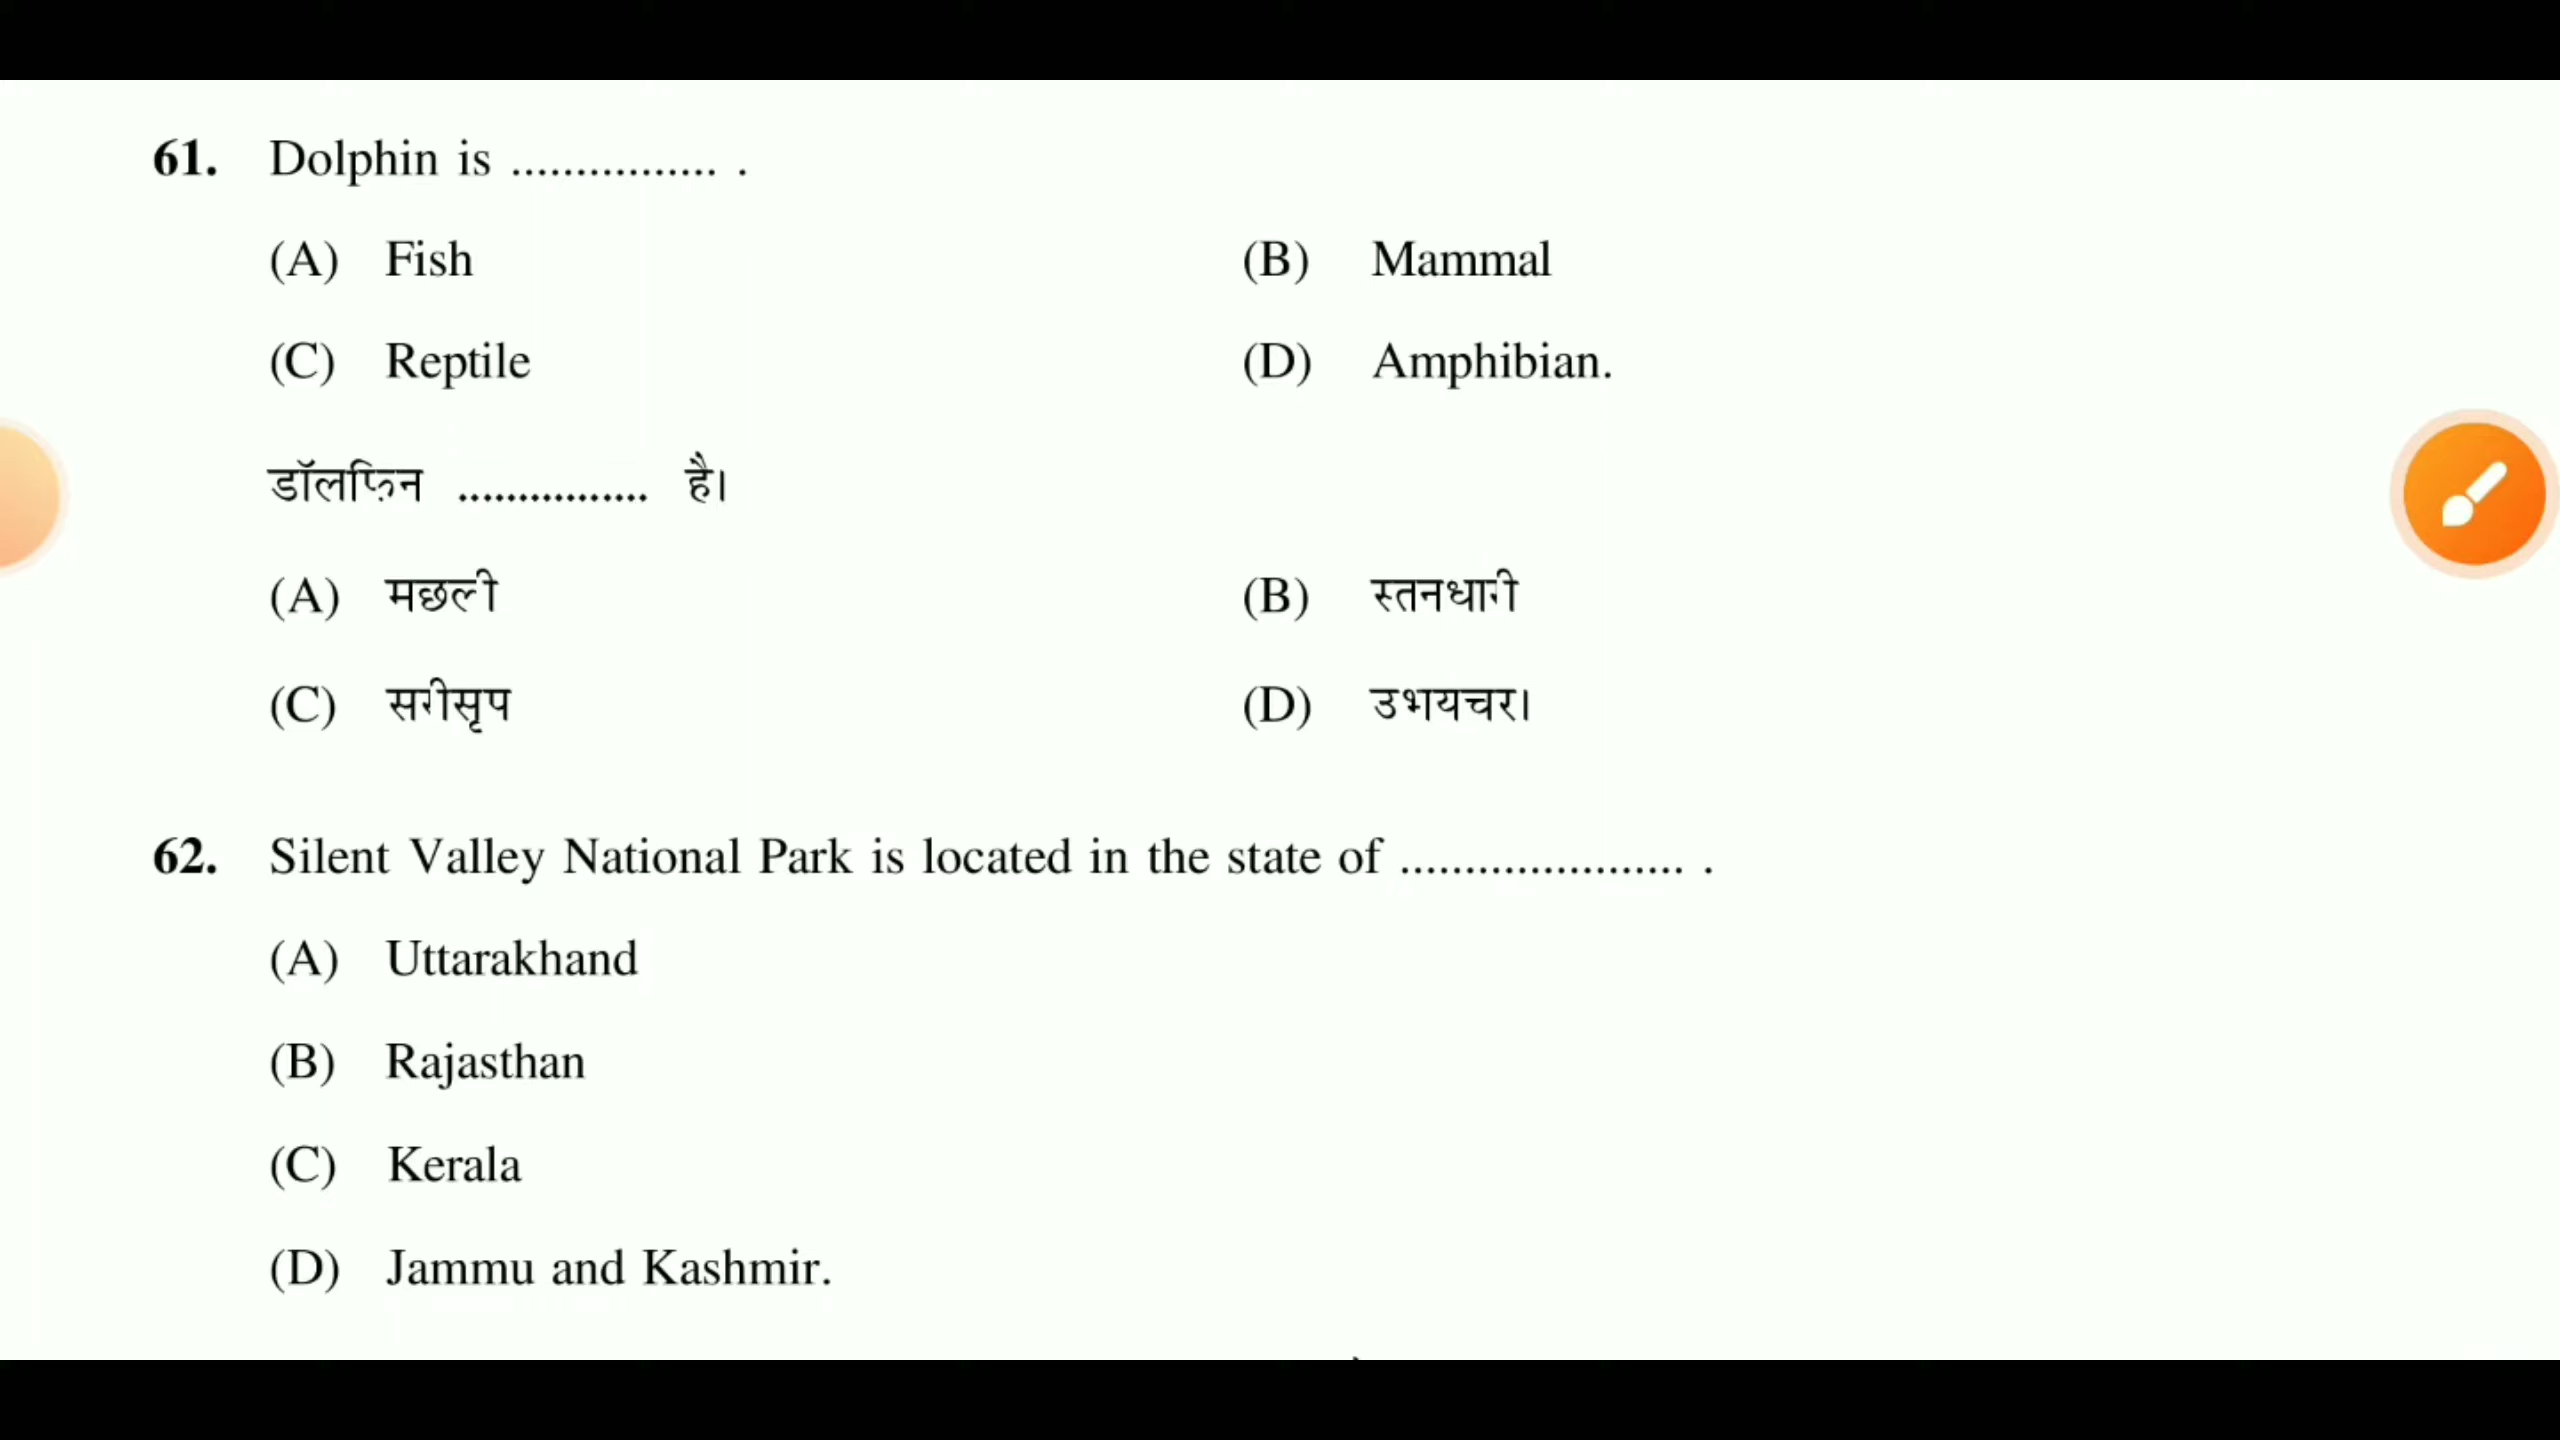 61. Dolphin is ................ .
(A) Fish (B) Mammal
(C) Reptile (D) Amphibian.
डॉलफ़िन ................ है।
(A) मछली (B) स्तनधारी
(C) सरीसृप (D) उभयचर।
62. Silent Valley National Park is located in the state of ...................... .
(A) Uttarakhand
(B) Rajasthan
(C) Kerala
(D) Jammu and Kashmir.